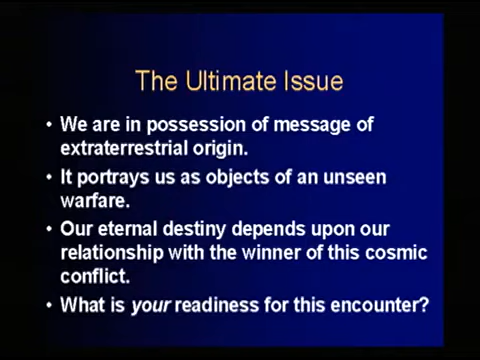 The Ultimate Issue
• We are in possession of message of
extraterrestrial origin.
• It portrays us as objects of an unseen
warfare.
• Our eternal destiny depends upon our
relationship with the winner of this cosmic
conflict.
• What is your readiness for this encounter?